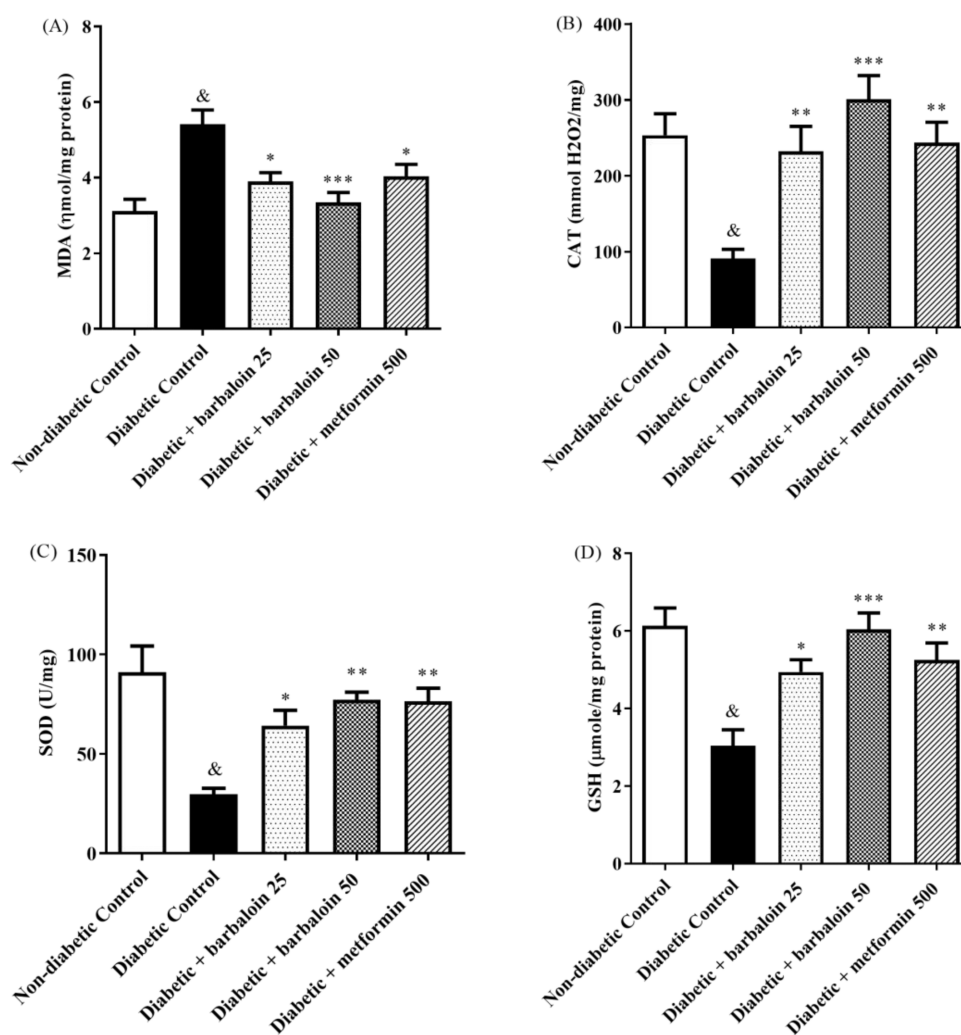 (A)
MDA (ηmol/mg protein)
8
6
4
2
0
&
*
***
*
Non-diabetic Control
Diabetic Control
Diabetic + barbaloin 25
Diabetic + barbaloin 50
Diabetic + metformin 500
(B)
CAT (mmol H2O2/mg)
400
300
200
100
0
&
**
***
**
Non-diabetic Control
Diabetic Control
Diabetic + barbaloin 25
Diabetic + barbaloin 50
Diabetic + metformin 500
(C)
SOD (U/mg)
150
100
50
0
&
*
**
**
Non-diabetic Control
Diabetic Control
Diabetic + barbaloin 25
Diabetic + barbaloin 50
Diabetic + metformin 500
(D)
GSH (μmole/mg protein)
8
6
4
2
0
&
*
***
**
Non-diabetic Control
Diabetic Control
Diabetic + barbaloin 25
Diabetic + barbaloin 50
Diabetic + metformin 500